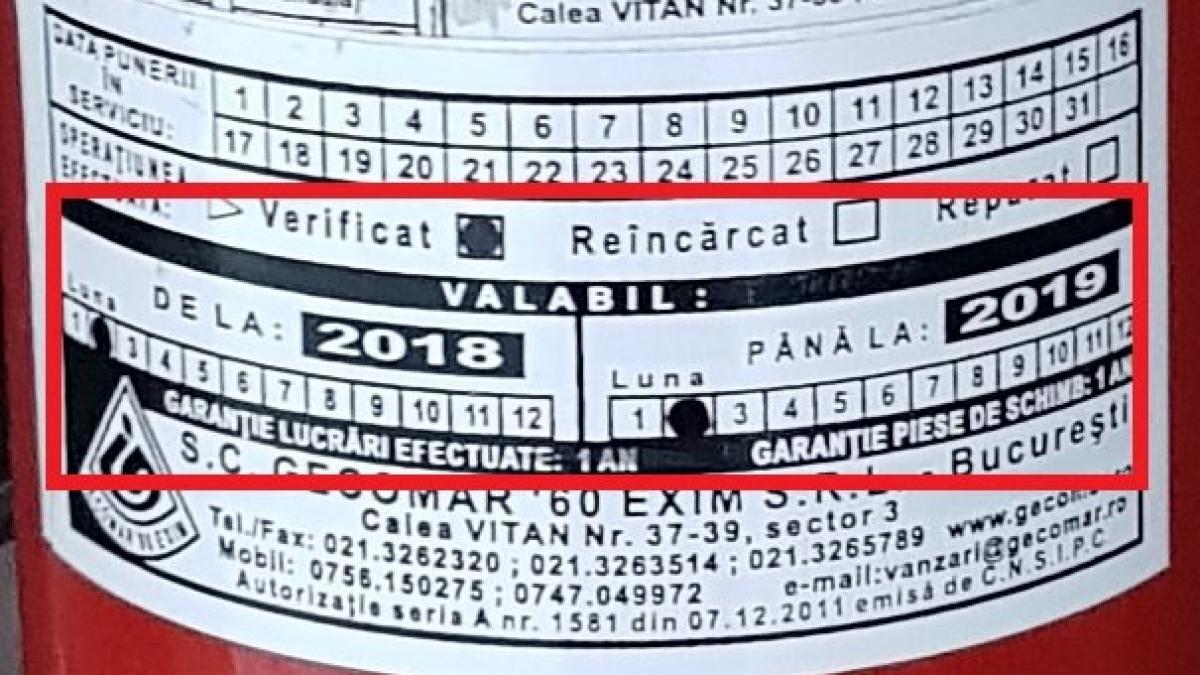 Calea VITAN Nr. 37-39
DATA PUNERII
ÎN
SERVICIU:
1 2 3 4 5 6 7 8 9 10 11 12 13 14 15 16
17 18 19 20 21 22 23 24 25 26 27 28 29 30 31
OPERAȚIUNEA
Verificat Reîncărcat
VALABIL:
Luna DE LA: 2018
1 3 4 5 6 7 8 9 10 11 12
PÂNĂ LA: 2019
Luna
1 3 4 5 6 7 8 9 10 11 12
GARANȚIE LUCRĂRI EFECTUATE: 1 AN
GARANȚIE PIESE DE SCHIMB: 1 AN
S.C. GECOMAR '60 EXIM S.R.L. București
Calea VITAN Nr. 37-39, sector 3
Tel./Fax: 021.3262320 ; 021.3263514 ; 021.3265789 www.gecomar.ro
Mobil: 0756.150275 ; 0747.049972 e-mail:vanzari@gecomar.ro
Autorizație seria A nr. 1581 din 07.12.2011 emisă de C.N.S.I.P.C.